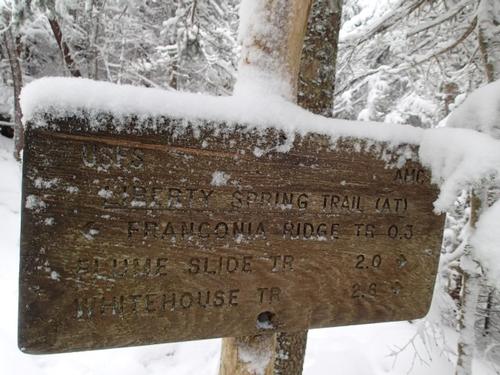 USFS AMC
LIBERTY SPRING TRAIL (AT)
← FRANCONIA RIDGE TR 0.3
FLUME SLIDE TR 2.0 →
WHITEHOUSE TR 2.6 →